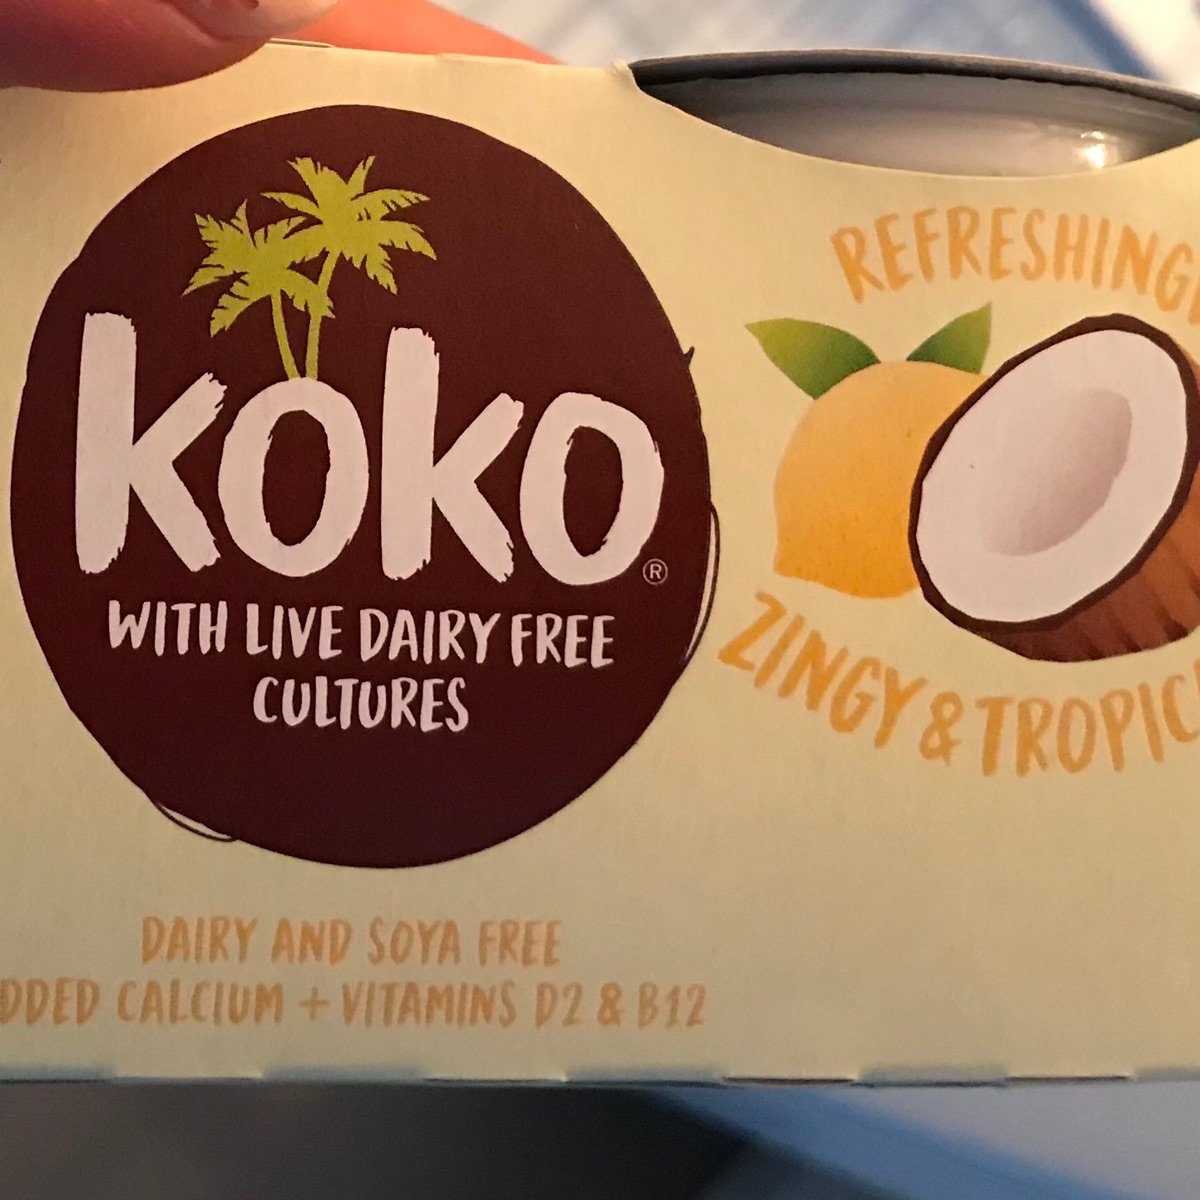 koko®
WITH LIVE DAIRY FREE
CULTURES
REFRESHING
ZINGY & TROPIC
DAIRY AND SOYA FREE
DDED CALCIUM + VITAMINS D2 & B12